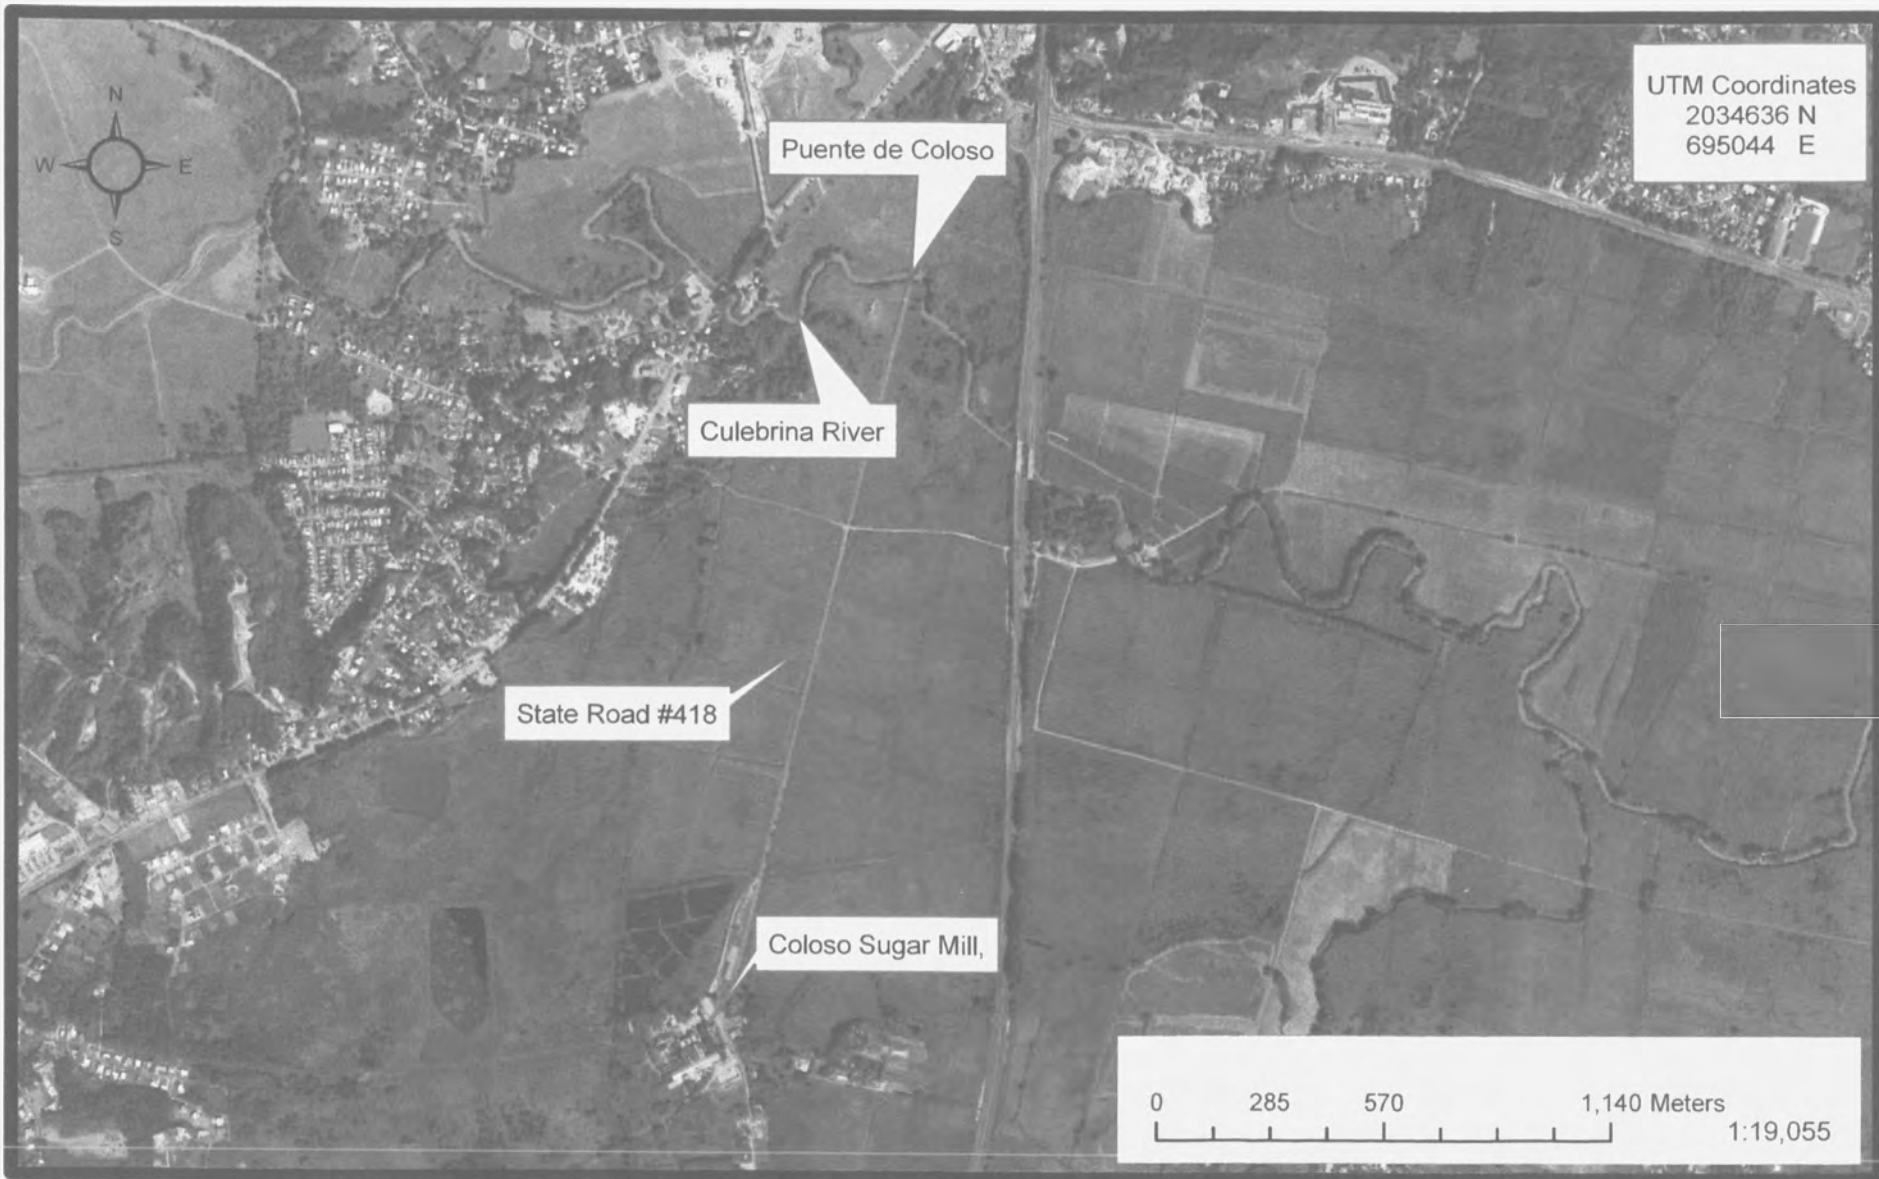 UTM Coordinates
2034636 N
695044 E
N
W E
S
Puente de Coloso
Culebrina River
State Road #418
Coloso Sugar Mill,
0 285 570 1,140 Meters
1:19,055